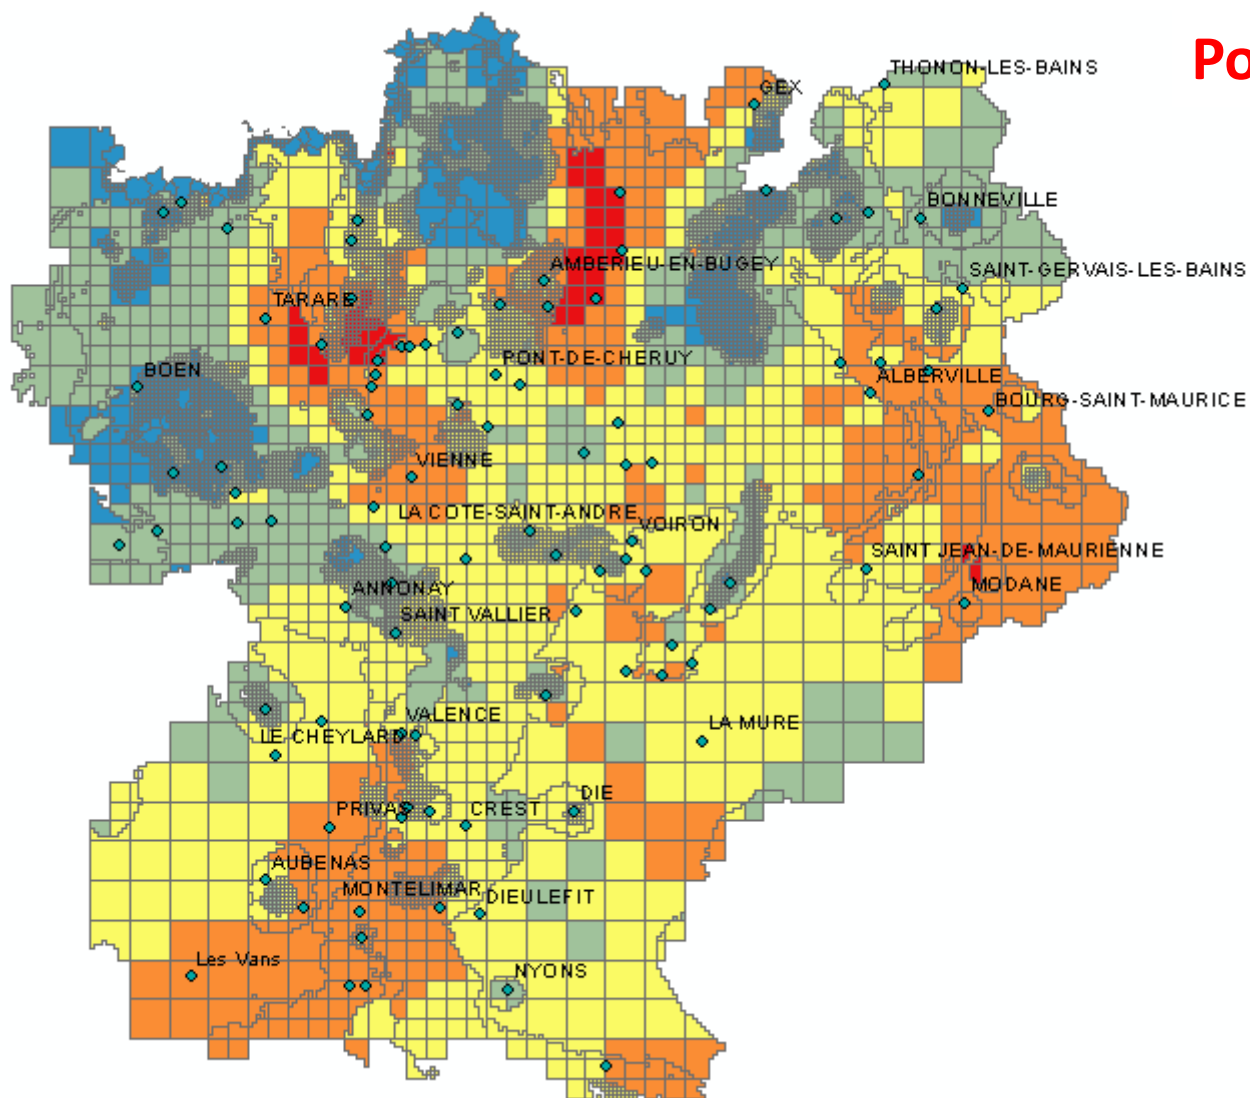 Po
THONON-LES-BAINS
GEX
BONNEVILLE
AMBERIEU-EN-BUGEY
SAINT-GERVAIS-LES-BAINS
TARARE
PONT-DE-CHERUY
BOEN
ALBERVILLE
BOURG-SAINT-MAURICE
VIENNE
LA COTE-SAINT-ANDRE
VOIRON
SAINT JEAN-DE-MAURIENNE
ANNONAY
MODANE
SAINT VALLIER
VALENCE
LA MURE
LE CHEYLARD
DIE
PRIVAS
CREST
AUBENAS
MONTELIMAR
DIEULEFIT
Les Vans
NYONS